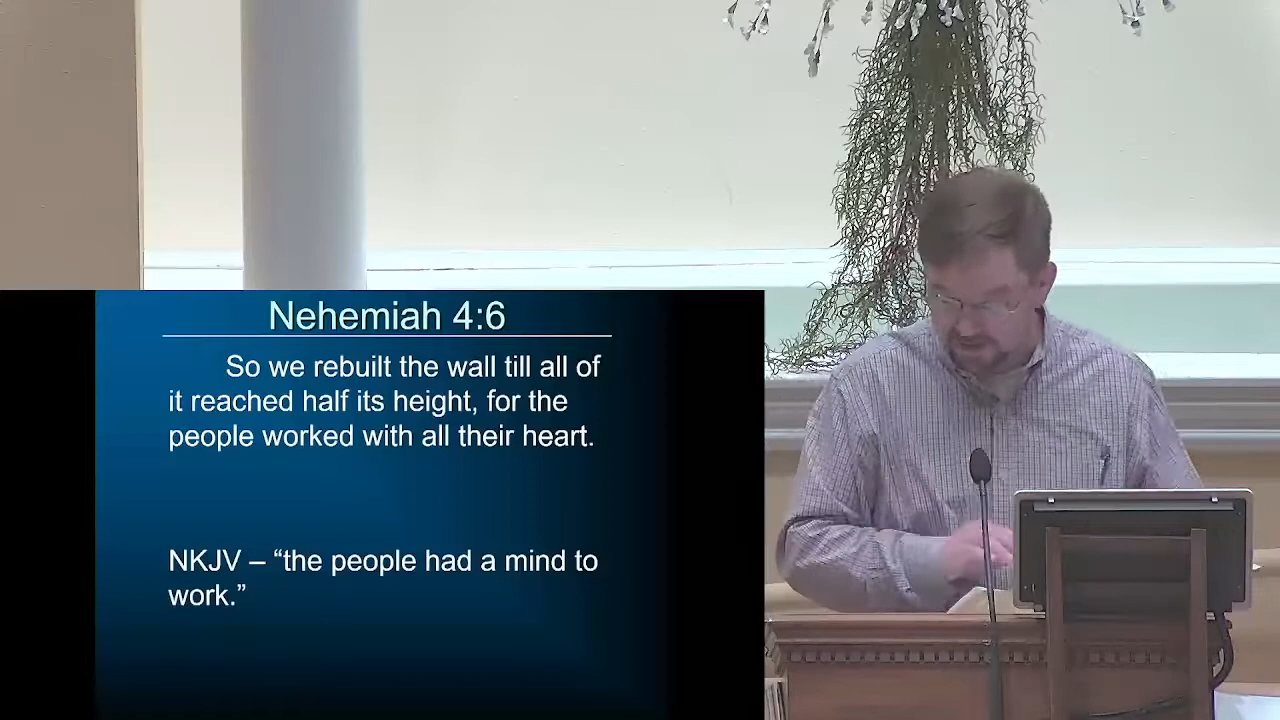 Nehemiah 4:6
So we rebuilt the wall till all of
it reached half its height, for the
people worked with all their heart.
NKJV – “the people had a mind to
work.”